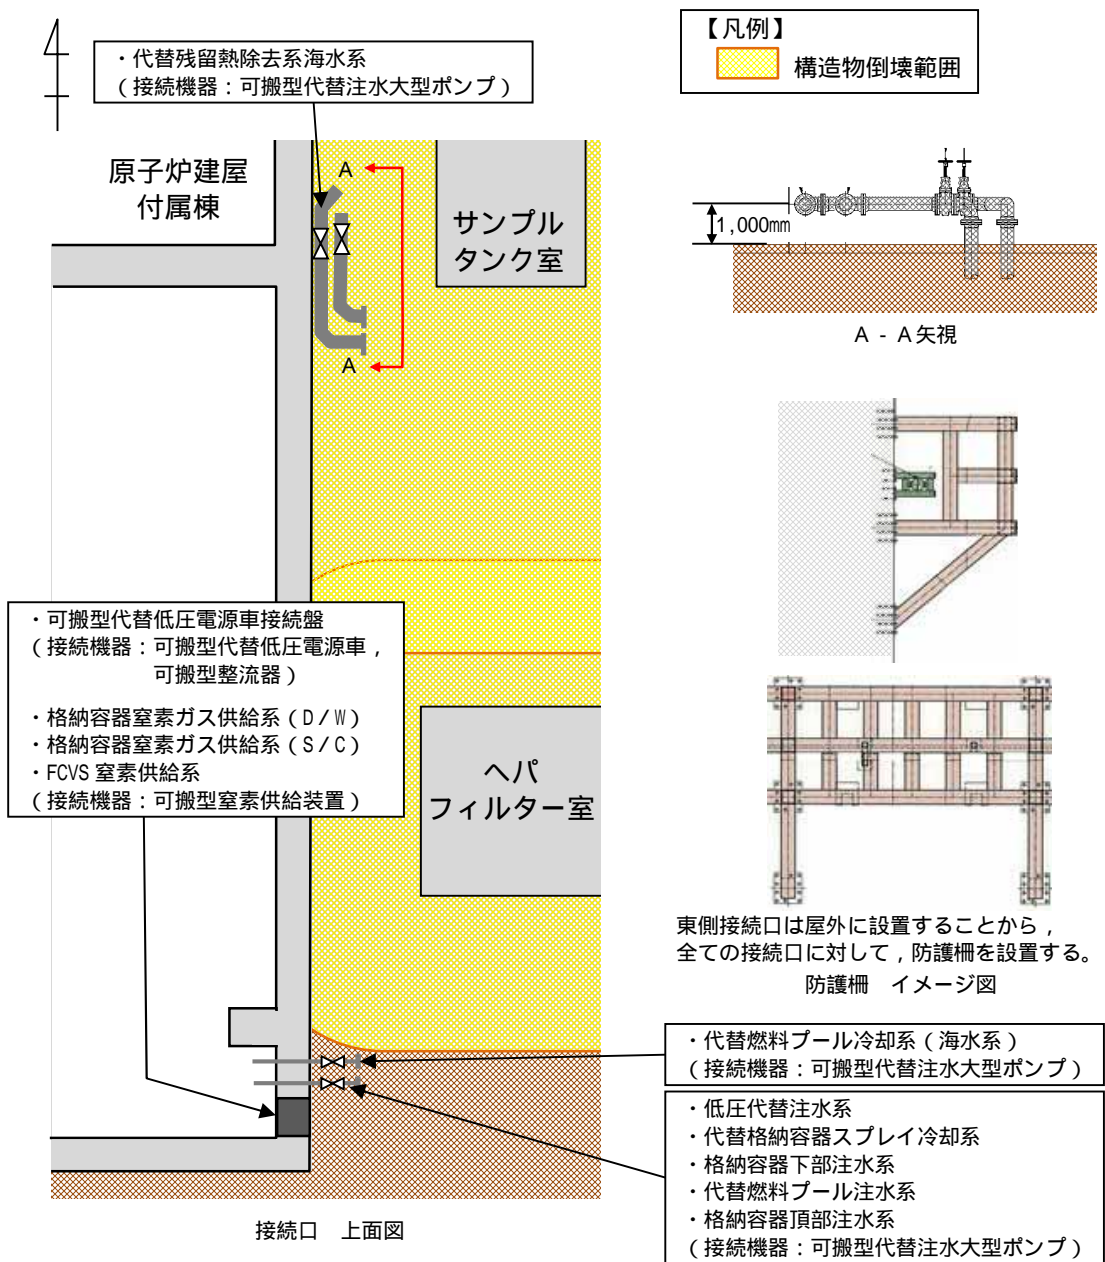 ・代替残留熱除去系海水系
（接続機器：可搬型代替注水大型ポンプ）
【凡例】
構造物倒壊範囲
原子炉建屋
付属棟
A
サンプル
タンク室
A
1,000mm
A - A矢視
・可搬型代替低圧電源車接続盤
（接続機器：可搬型代替低圧電源車，
可搬型整流器）
・格納容器窒素ガス供給系（D／W）
・格納容器窒素ガス供給系（S／C）
・FCVS 窒素供給系
（接続機器：可搬型窒素供給装置）
ヘパ
フィルター室
東側接続口は屋外に設置することから，
全ての接続口に対して，防護柵を設置する。
防護柵　イメージ図
・代替燃料プール冷却系（海水系）
（接続機器：可搬型代替注水大型ポンプ）
・低圧代替注水系
・代替格納容器スプレイ冷却系
・格納容器下部注水系
・代替燃料プール注水系
・格納容器頂部注水系
（接続機器：可搬型代替注水大型ポンプ）
接続口　上面図